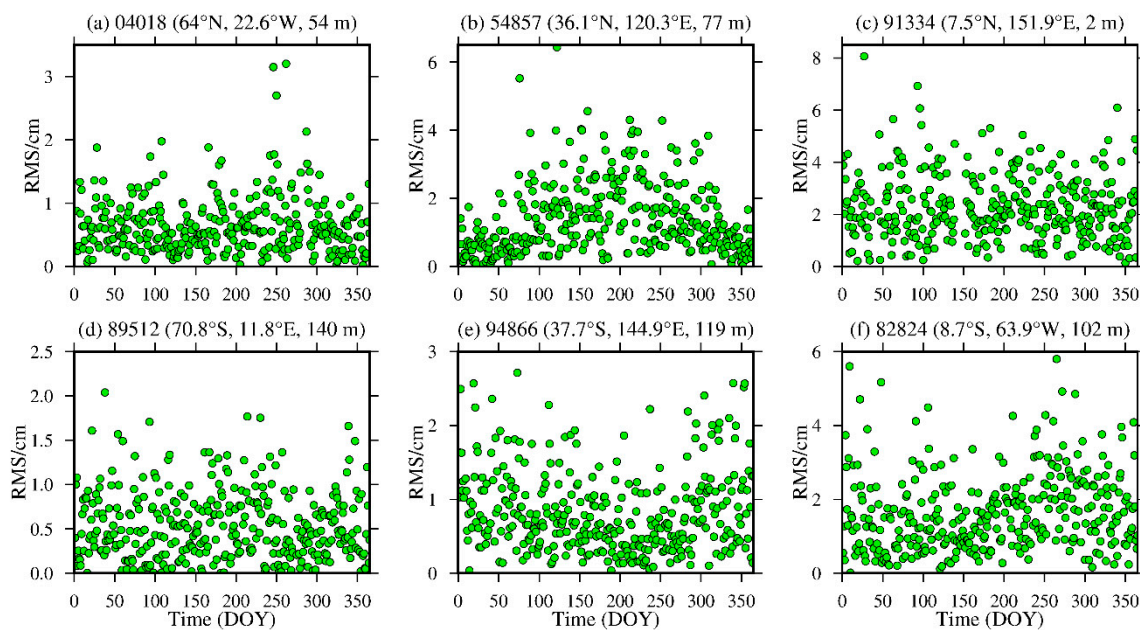 (a) 04018 (64°N, 22.6°W, 54 m)
(b) 54857 (36.1°N, 120.3°E, 77 m)
(c) 91334 (7.5°N, 151.9°E, 2 m)
RMS/cm
3
2
1
0
RMS/cm
6
4
2
0
RMS/cm
8
6
4
2
0
0 50 100 150 200 250 300 350
0 50 100 150 200 250 300 350
0 50 100 150 200 250 300 350
(d) 89512 (70.8°S, 11.8°E, 140 m)
(e) 94866 (37.7°S, 144.9°E, 119 m)
(f) 82824 (8.7°S, 63.9°W, 102 m)
RMS/cm
2.5
2.0
1.5
1.0
0.5
0.0
RMS/cm
3
2
1
0
RMS/cm
6
4
2
0
0 50 100 150 200 250 300 350
0 50 100 150 200 250 300 350
0 50 100 150 200 250 300 350
Time (DOY)
Time (DOY)
Time (DOY)